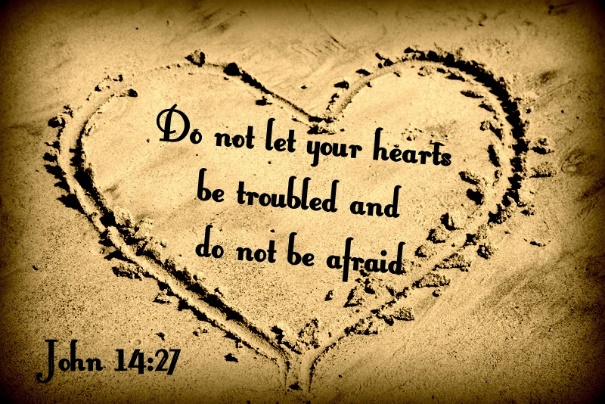 Do not let your hearts
be troubled and
do not be afraid
John 14:27